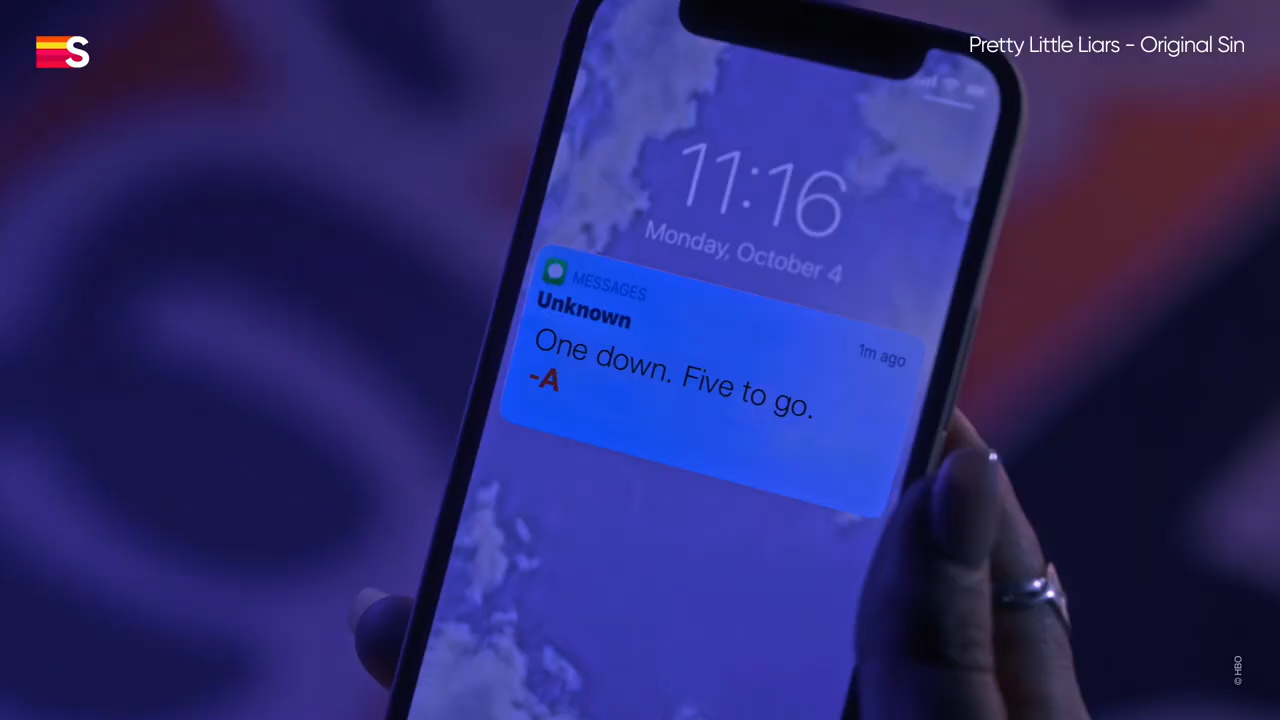 S
Pretty Little Liars - Original Sin
11:16
Monday, October 4
MESSAGES
Unknown
1m ago
One down. Five to go.
-A
© HBO